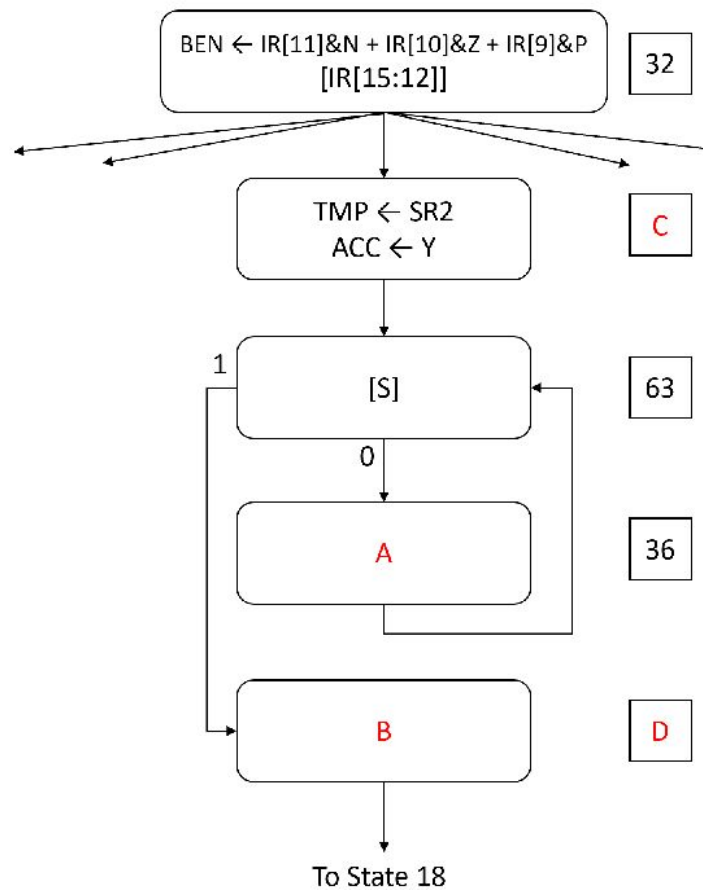 BEN ← IR[11]&N + IR[10]&Z + IR[9]&P
[IR[15:12]]
32
TMP ← SR2
ACC ← Y
C
1
[S]
63
0
A
36
B
D
To State 18